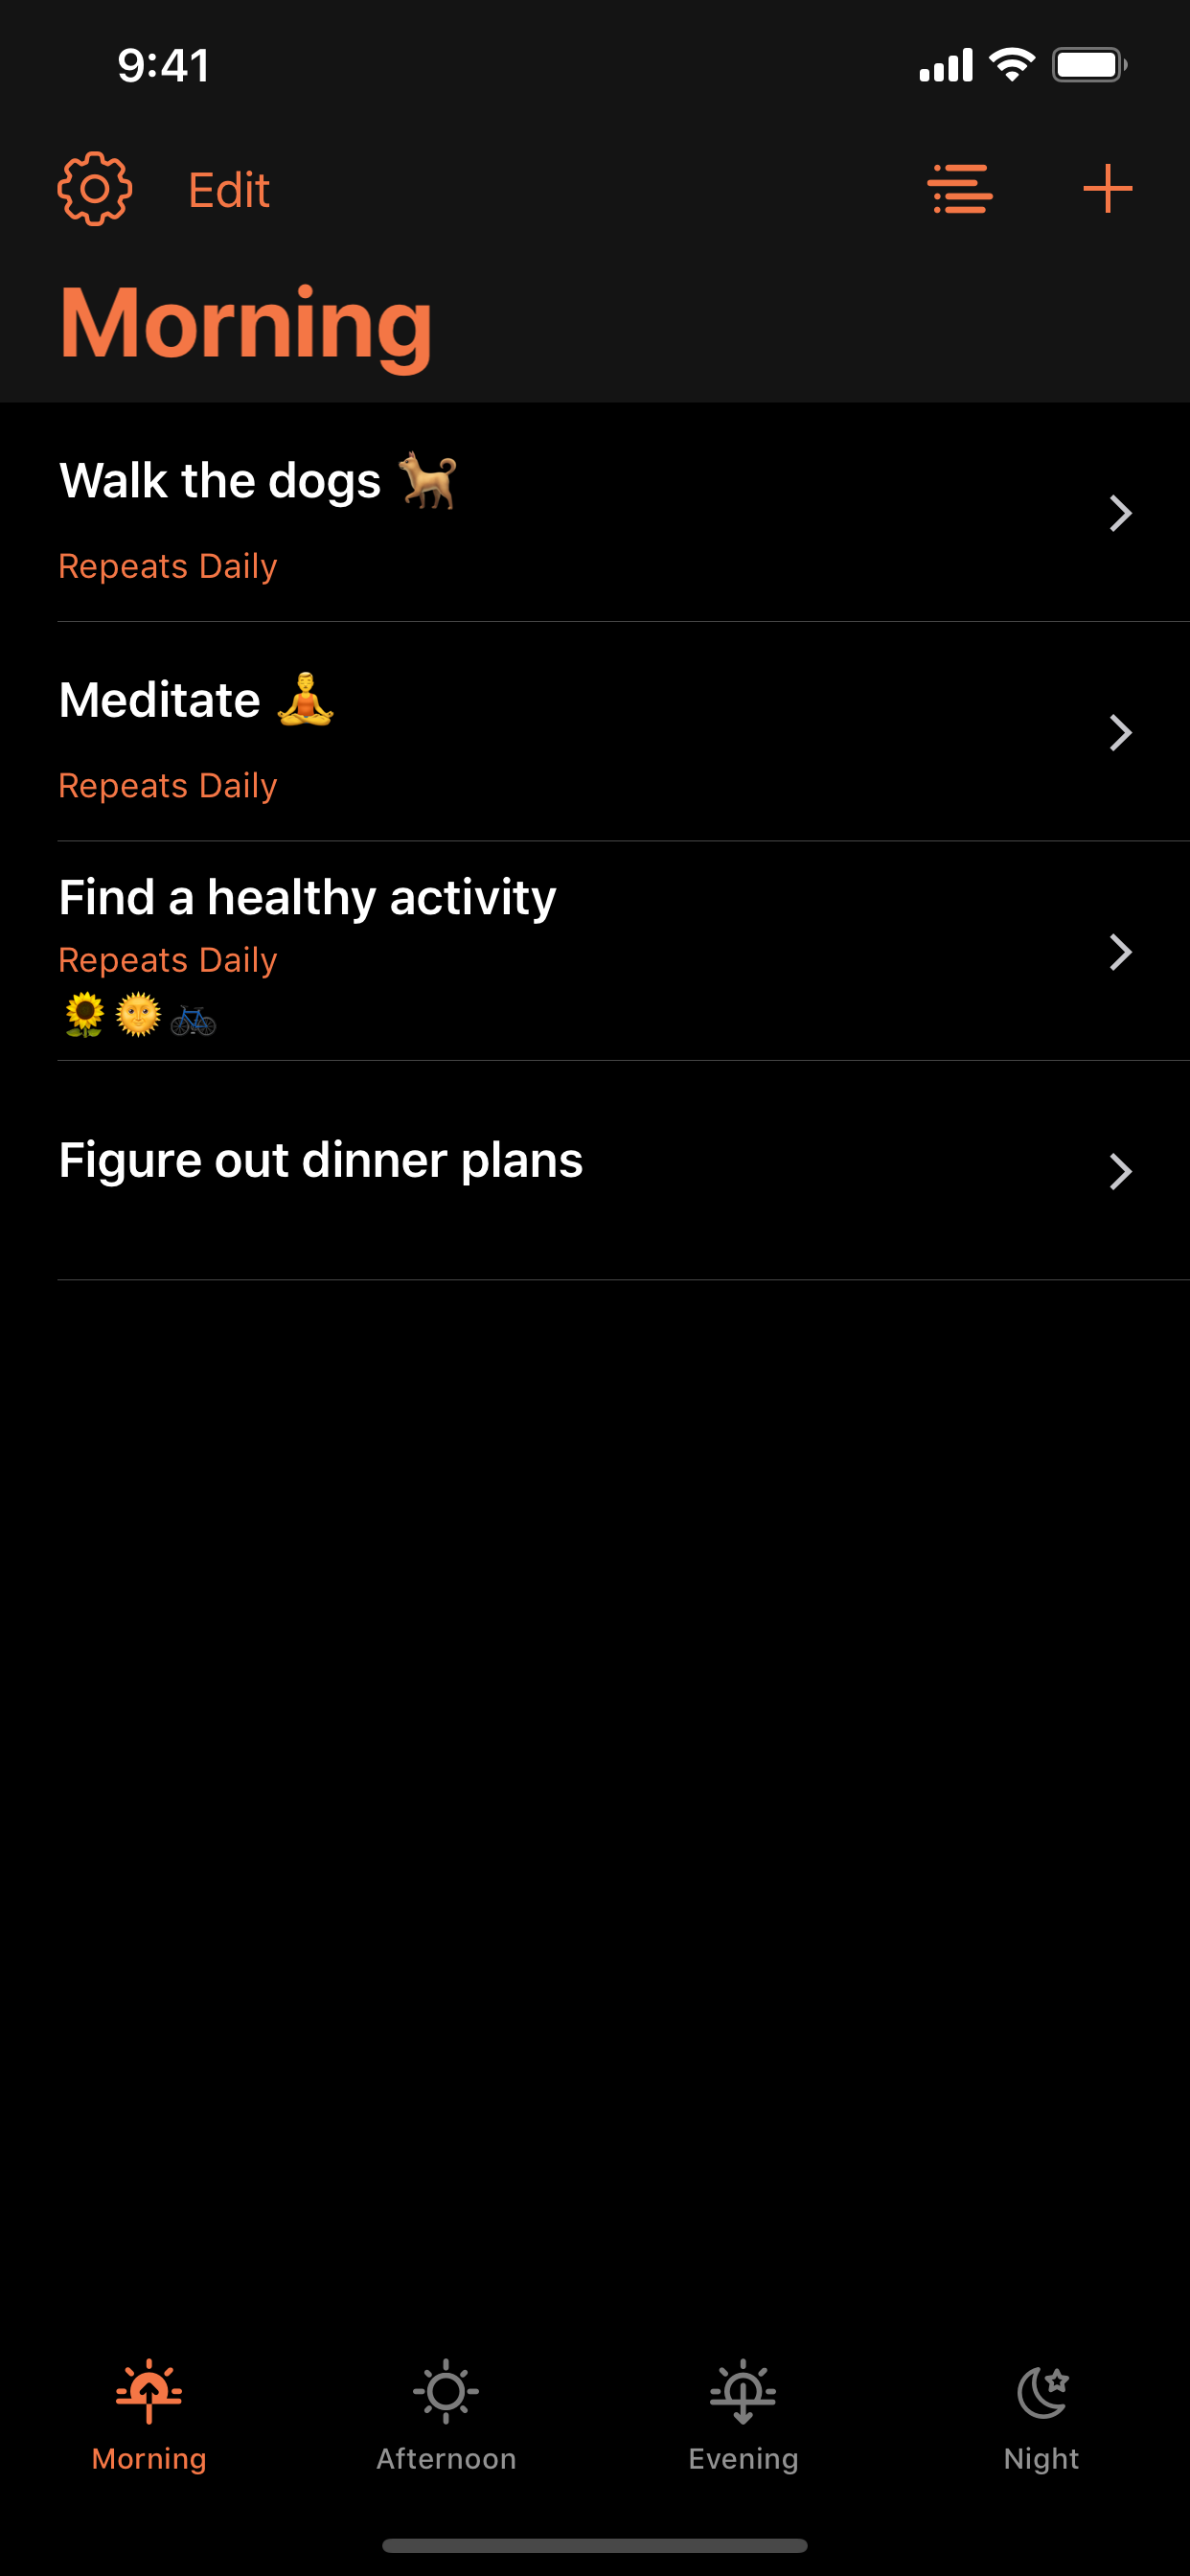 9:41
Edit
Morning
Walk the dogs 🐕
Repeats Daily
Meditate 🧘
Repeats Daily
Find a healthy activity
Repeats Daily
🌻🌞🚲
Figure out dinner plans
Morning
Afternoon
Evening
Night